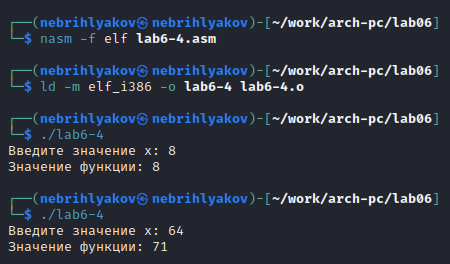 ┌──(nebrihlyakov㉿nebrihlyakov)-[~/work/arch-pc/lab06]
└─$ nasm -f elf lab6-4.asm
┌──(nebrihlyakov㉿nebrihlyakov)-[~/work/arch-pc/lab06]
└─$ ld -m elf_i386 -o lab6-4 lab6-4.o
┌──(nebrihlyakov㉿nebrihlyakov)-[~/work/arch-pc/lab06]
└─$ ./lab6-4
Введите значение x: 8
Значение функции: 8
┌──(nebrihlyakov㉿nebrihlyakov)-[~/work/arch-pc/lab06]
└─$ ./lab6-4
Введите значение x: 64
Значение функции: 71